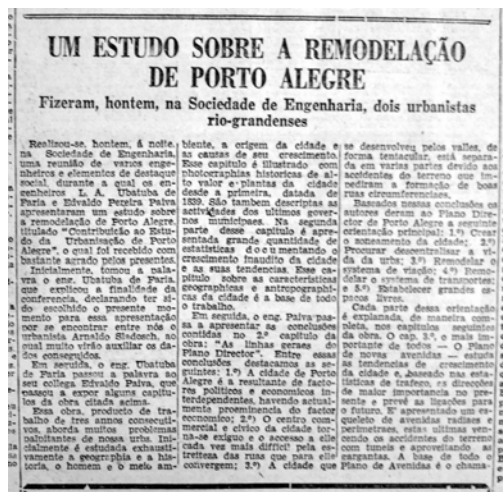 UM ESTUDO SOBRE A REMODELAÇÃO
DE PORTO ALEGRE
Fizeram, hontem, na Sociedade de Engenharia, dois urbanistas
rio-grandenses
Realizou-se, hontem, á noite,
na Sociedade de Engenharia,
uma reunião de varios enge-
nheiros e elementos de destaque
social, durante a qual os en-
genheiros L. A. Ubatuba de
Faria e Edvaldo Pereira Paiva
apresentaram um estudo sobre
a remodelação de Porto Alegre,
titulado "Contribuição ao Estu-
do da Urbanisação de Porto
Alegre", o qual foi recebido com
bastante agrado pelos presentes.
Inicialmente, tomou a pala-
vra o eng. Ubatuba de Faria,
que explicou a finalidade da
conferencia, declarando ter si-
do escolhido o presente mo-
mento para essa apresentação
por se encontrar entre nós o
urbanista Arnaldo Gladosch, ao
qual muito virão auxiliar os da-
dos conseguidos.
Em seguida, o eng. Ubatuba
de Faria passou a palavra ao
seu collega Edvaldo Paiva, que
passou a expor alguns capitu-
los da obra citada acima.
Essa obra, producto de tra-
balho de tres annos consecuti-
vos, aborda muitos problemas
palpitantes de nossa urbs. Ini-
cialmente é estudada exhausti-
vamente a geographia e a his-
toria, o homem e o meio am-
biente, a origem da cidade e
as causas de seu crescimento.
Esse capitulo é illustrado com
photographias historicas de al-
to valor e plantas da cidade
desde a primeira, datada de
1839. São tambem descriptas as
actividades dos ultimos gover-
nos municipaes. Na segunda
parte desse capitulo é apre-
sentada grande quantidade de
estatisticas documentando o
crescimento inaudito da cidade
e as suas tendencias. Esse ca-
pitulo sobre as caracteristicas
geographicas e antropographi-
cas da cidade é a base de todo
o trabalho.
Em seguida, o eng. Paiva pas-
sa a apresentar as conclusões
contidas no 2.º capitulo da
obra: "As linhas geraes do
Plano Director". Entre essas
conclusões destacamos as se-
guintes: 1.º) A cidade de Porto
Alegre é a resultante de facto-
res politicos e economicos in-
terdependentes, havendo actual-
mente proeminencia do factor
economico; 2.º) O centro com-
mercial e civico da cidade tor-
na-se exiguo e o accesso a elle
cada vez mais difficil pela es-
treiteza das ruas que para elle
convergem; 3.º) A cidade que
se desenvolveu pelos valles, de
forma tentacular, está separa-
da em varias partes devido aos
accidentes do terreno que im-
pediram a formação de boas
ruas circumferenciaes.
Baseados nessas conclusões os
autores deram ao Plano Dire-
ctor de Porto Alegre a seguinte
orientação principal: 1.º) Crear
o zoneamento da cidade; 2.º)
Procurar descentralisar a vi-
da da urbs; 3.º) Remodelar o
systema de viação; 4.º) Remo-
delar o systema de transportes
e 5.º) Estabelecer grandes es-
paços livres.
Cada parte dessa orientação
é explanada, de maneira com-
pleta, nos capitulos seguintes
da obra. O cap. 3.º, o mais im-
portante de todos — O Plano
de novas avenidas — estuda
as tendencias de crescimento
da cidade e, baseado nas esta-
tisticas de trafego, as direcções
de maior importancia no pre-
sente e prevê as ligações para
o futuro. E' apresentado um es-
queleto de avenidas radiaes e
perimetraes, estas ultimas ven-
cendo os accidentes do terreno
com tuneis e aproveitando as
gargantas. A base de todo o
Plano de Avenidas é o chama-